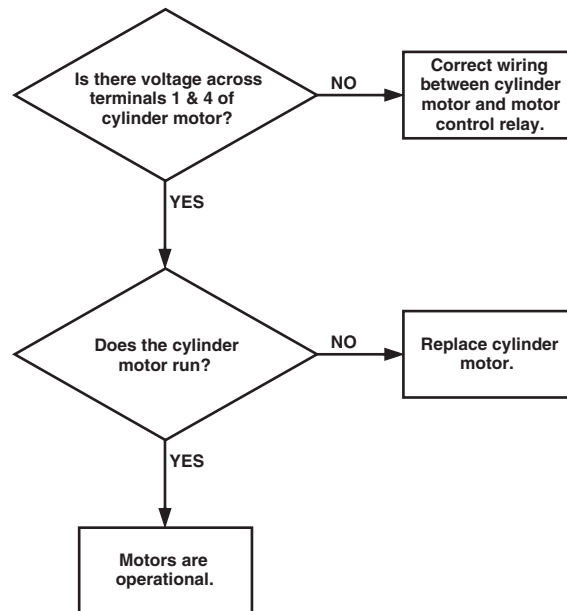 Is there voltage across
terminals 1 & 4 of
cylinder motor?
NO
Correct wiring
between cylinder
motor and motor
control relay.
YES
Does the cylinder
motor run?
NO
Replace cylinder
motor.
YES
Motors are
operational.